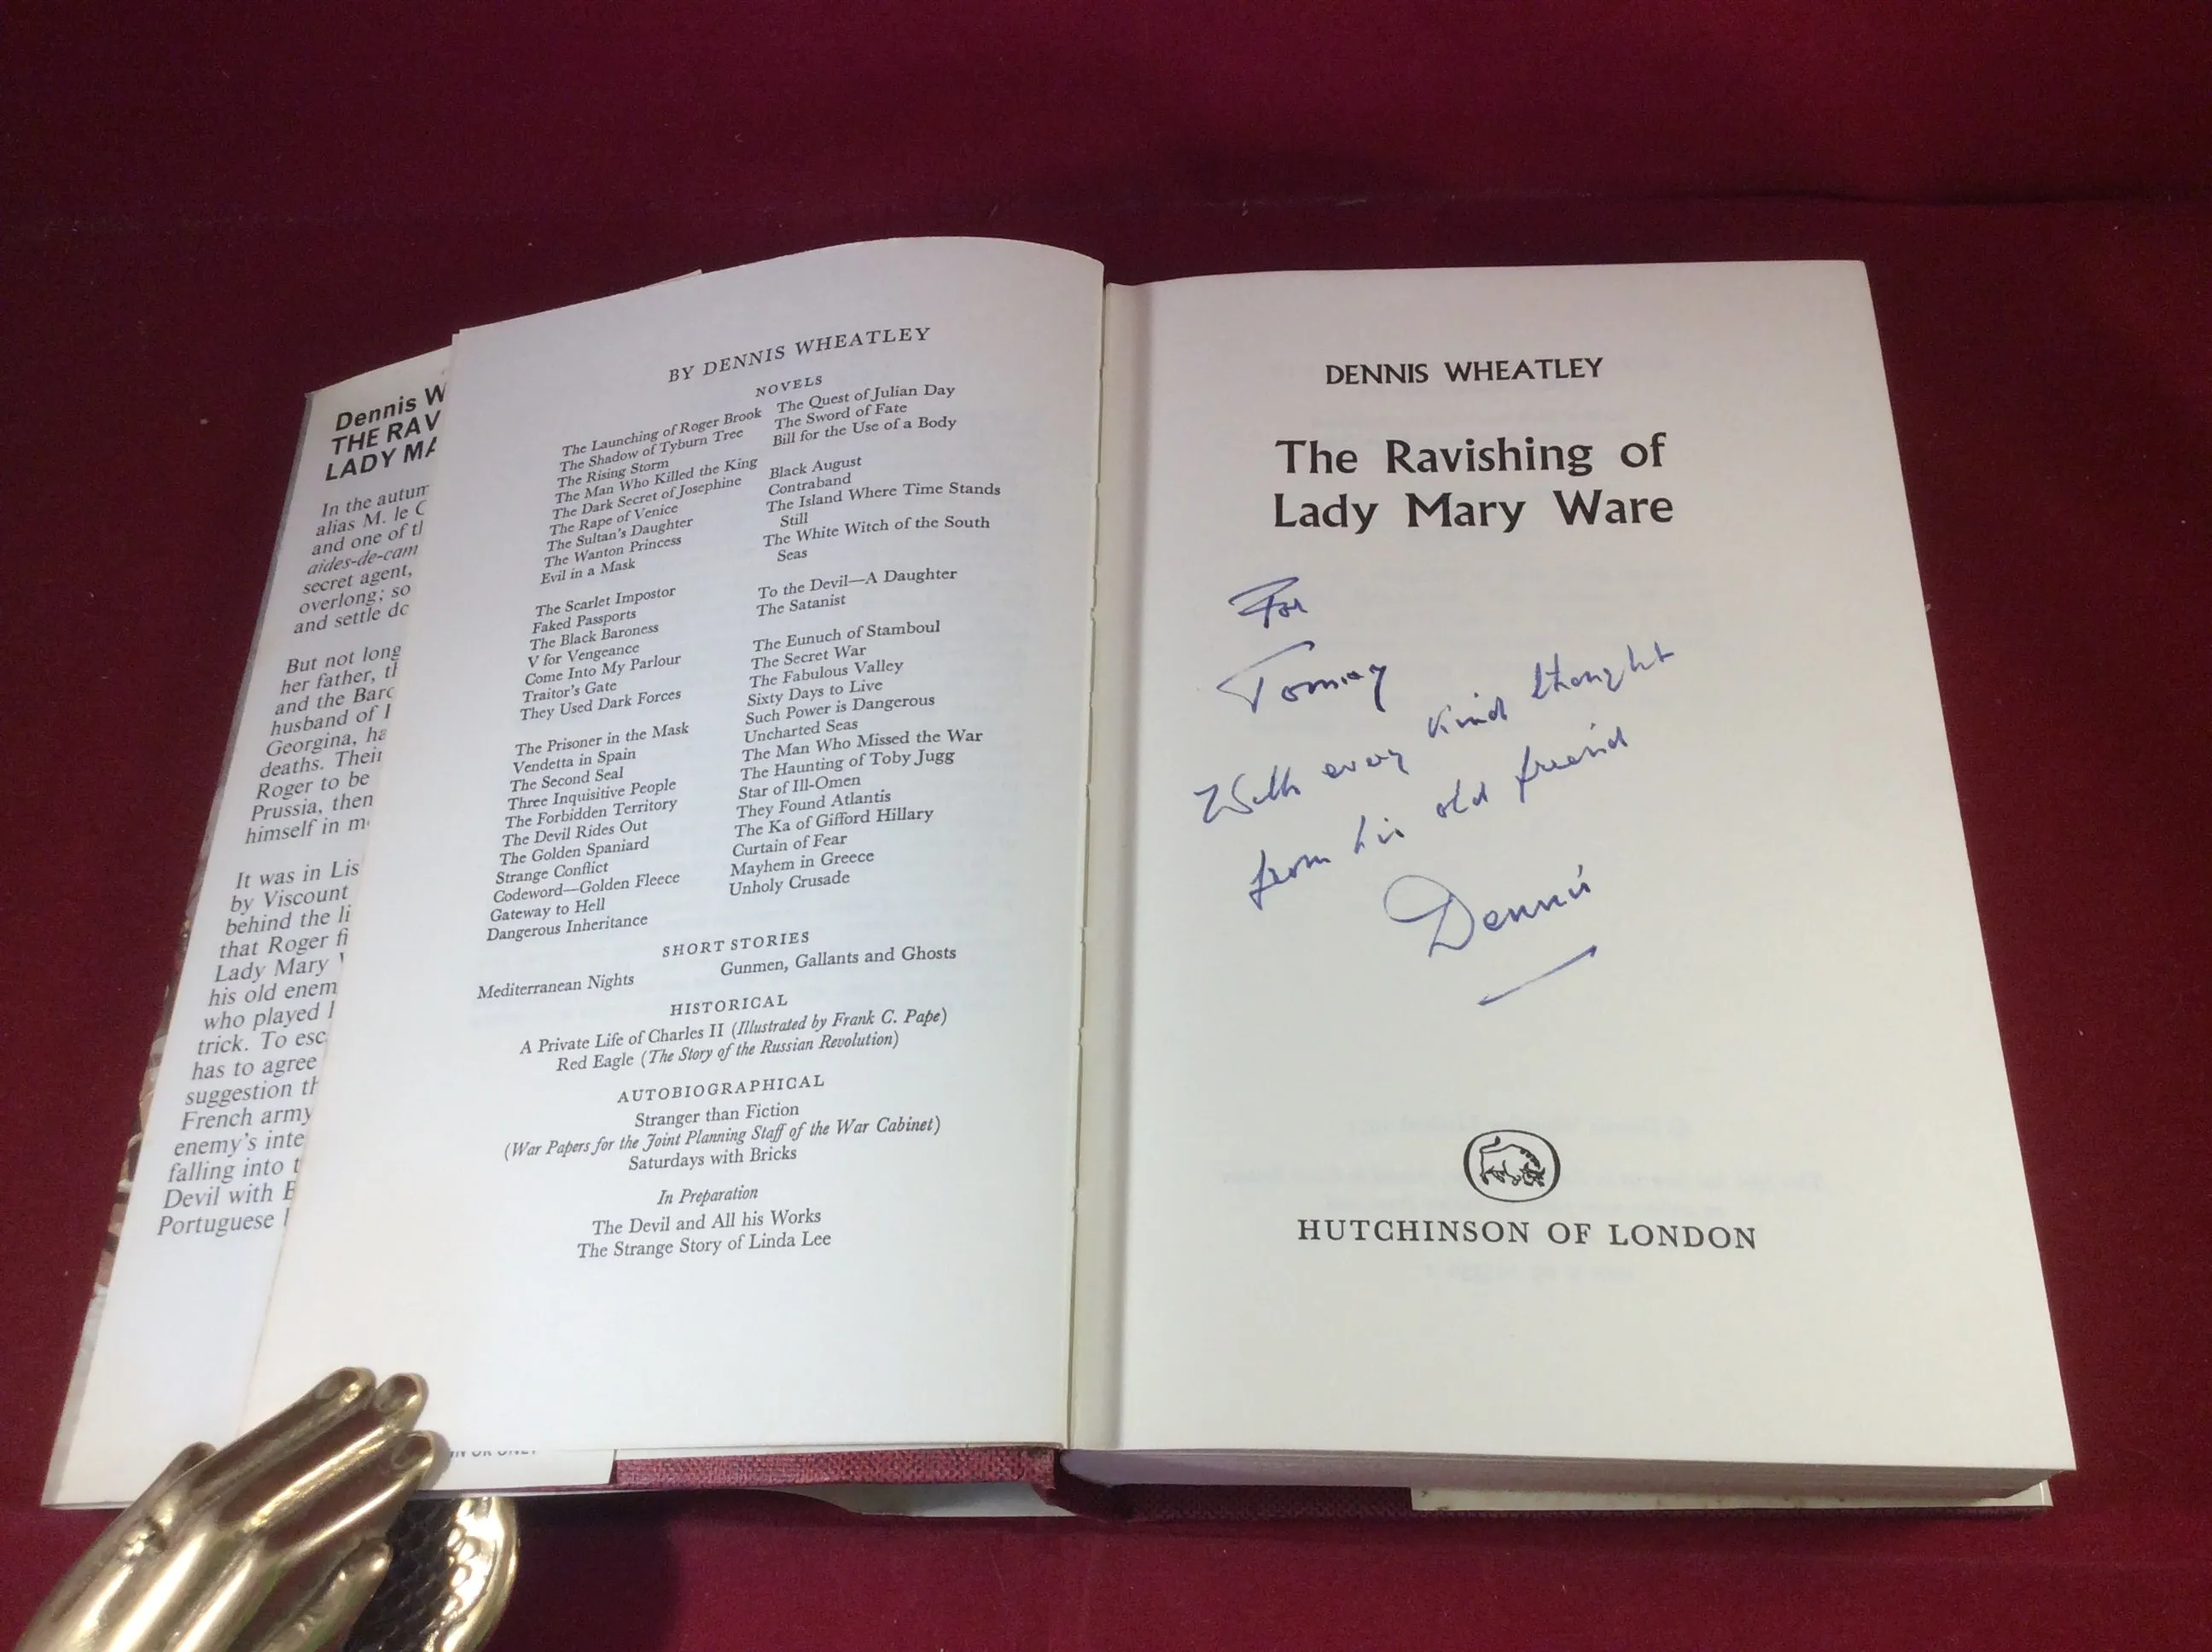 Dennis W
THE RAV
LADY MA
In the autum
alias M. le C
and one of th
aides-de-cam
secret agent,
overlong; so
and settle do
But not long
her father, th
and the Barc
husband of I
Georgina, ha
deaths. Their
Roger to be
Prussia, then
himself in m
It was in Lis
by Viscount
behind the li
that Roger fi
Lady Mary
his old enem
who played
trick. To esc
has to agree
suggestion th
French army
enemy's inte
falling into t
Devil with E
Portuguese
BY DENNIS WHEATLEY
NOVELS
The Launching of Roger Brook
The Shadow of Tyburn Tree
The Rising Storm
The Man Who Killed the King
The Dark Secret of Josephine
The Rape of Venice
The Sultan's Daughter
The Wanton Princess
Evil in a Mask
The Scarlet Impostor
Faked Passports
The Black Baroness
V for Vengeance
Come Into My Parlour
Traitor's Gate
They Used Dark Forces
The Prisoner in the Mask
Vendetta in Spain
The Second Seal
Three Inquisitive People
The Forbidden Territory
The Devil Rides Out
The Golden Spaniard
Strange Conflict
Codeword—Golden Fleece
Gateway to Hell
Dangerous Inheritance
The Quest of Julian Day
The Sword of Fate
Bill for the Use of a Body
Black August
Contraband
The Island Where Time Stands
Still
The White Witch of the South
Seas
To the Devil—A Daughter
The Satanist
The Eunuch of Stamboul
The Secret War
The Fabulous Valley
Sixty Days to Live
Such Power is Dangerous
Uncharted Seas
The Man Who Missed the War
The Haunting of Toby Jugg
Star of Ill-Omen
They Found Atlantis
The Ka of Gifford Hillary
Curtain of Fear
Mayhem in Greece
Unholy Crusade
SHORT STORIES
Mediterranean Nights Gunmen, Gallants and Ghosts
HISTORICAL
A Private Life of Charles II (Illustrated by Frank C. Pape)
Red Eagle (The Story of the Russian Revolution)
AUTOBIOGRAPHICAL
Stranger than Fiction
(War Papers for the Joint Planning Staff of the War Cabinet)
Saturdays with Bricks
In Preparation
The Devil and All his Works
The Strange Story of Linda Lee
DENNIS WHEATLEY
The Ravishing of
Lady Mary Ware
For
Tommy
With every kind thought
from his old friend
Dennis
HUTCHINSON OF LONDON